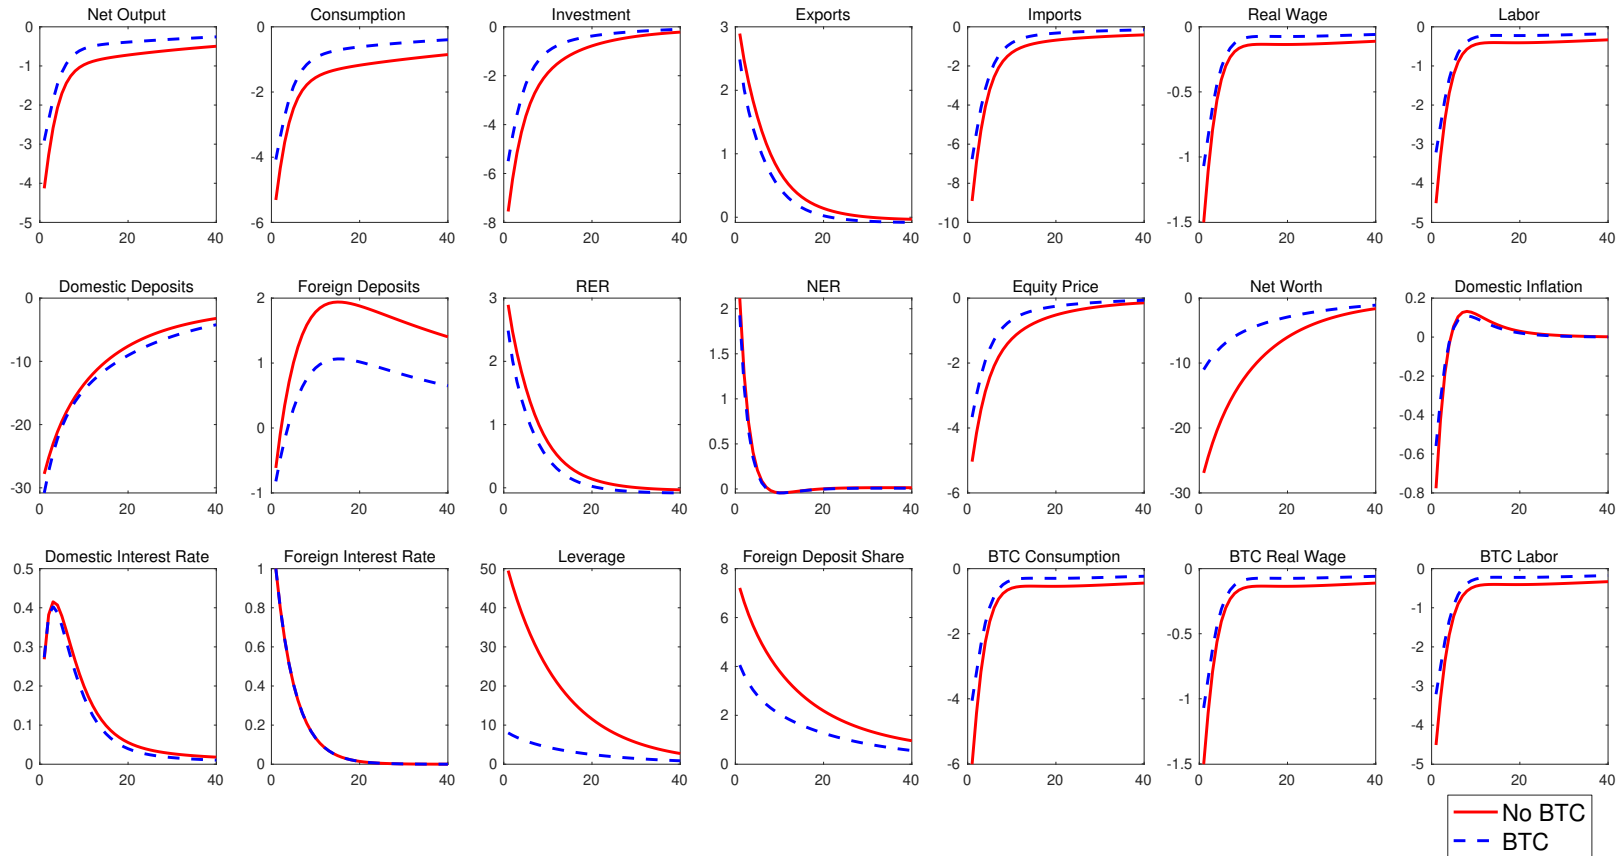 Net Output Consumption Investment Exports Imports Real Wage Labor
0 0 0 3 0 0 0
-1 -2 -1
-2 -2 -2 2 -4 -0.5 -2
-3 -4 -6 -1 -3
-4 -4 -6 1 -8 -4
-5 -6 -8 0 -10 -1.5 -5
0 20 40 0 20 40 0 20 40 0 20 40 0 20 40 0 20 40 0 20 40
Domestic Deposits Foreign Deposits RER NER Equity Price Net Worth Domestic Inflation
0 2 3 2 0 0 0.2
-10 1 2 1.5 -2 -10 0
-20 0 1 1 -4 -20 -0.2
-30 -1 0 0.5 -6 -30 -0.4
0 -0.6
-0.8
0 20 40 0 20 40 0 20 40 0 20 40 0 20 40 0 20 40 0 20 40
Domestic Interest Rate Foreign Interest Rate Leverage Foreign Deposit Share BTC Consumption BTC Real Wage BTC Labor
0.5 1 50 8 0 0 0
0.4 0.8 40 6 -2 -0.5 -1
0.3 0.6 30 4 -4 -1 -2
0.2 0.4 20 2 -6 -1.5 -3
0.1 0.2 10 0 -4
0 0 0 -5
0 20 40 0 20 40 0 20 40 0 20 40 0 20 40 0 20 40 0 20 40
No BTC
BTC